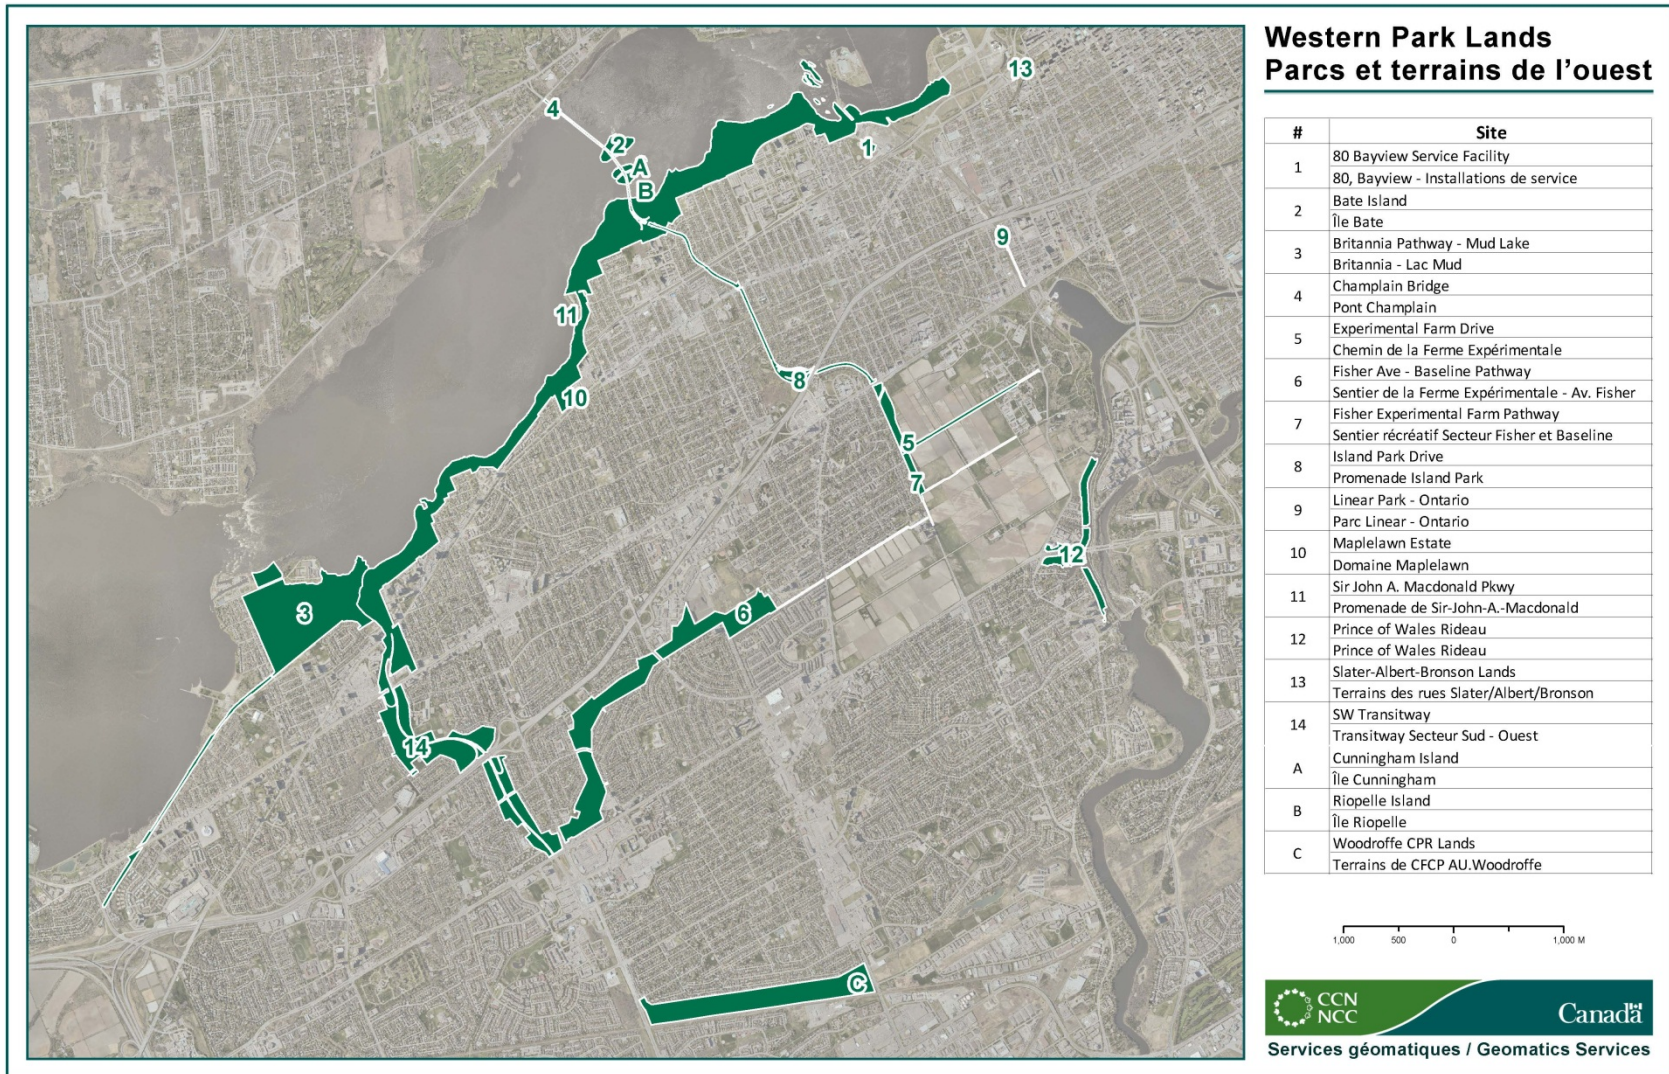 Western Park Lands
Parcs et terrains de l'ouest
# Site
1
80 Bayview Service Facility
80, Bayview - Installations de service
2
Bate Island
Île Bate
3
Britannia Pathway - Mud Lake
Britannia - Lac Mud
4
Champlain Bridge
Pont Champlain
5
Experimental Farm Drive
Chemin de la Ferme Expérimentale
6
Fisher Ave - Baseline Pathway
Sentier de la Ferme Expérimentale - Av. Fisher
7
Fisher Experimental Farm Pathway
Sentier récréatif Secteur Fisher et Baseline
8
Island Park Drive
Promenade Island Park
9
Linear Park - Ontario
Parc Linear - Ontario
10
Maplelawn Estate
Domaine Maplelawn
11
Sir John A. Macdonald Pkwy
Promenade de Sir-John-A.-Macdonald
12
Prince of Wales Rideau
Prince of Wales Rideau
13
Slater-Albert-Bronson Lands
Terrains des rues Slater/Albert/Bronson
14
SW Transitway
Transitway Secteur Sud - Ouest
A
Cunningham Island
Île Cunningham
B
Riopelle Island
Île Riopelle
C
Woodroffe CPR Lands
Terrains de CFCP AU.Woodroffe
1,000 500 0 1,000 M
CCN
NCC
Canada
Services géomatiques / Geomatics Services
13
4
2
1
A
B
9
11
8
10
5
7
12
3
6
14
C